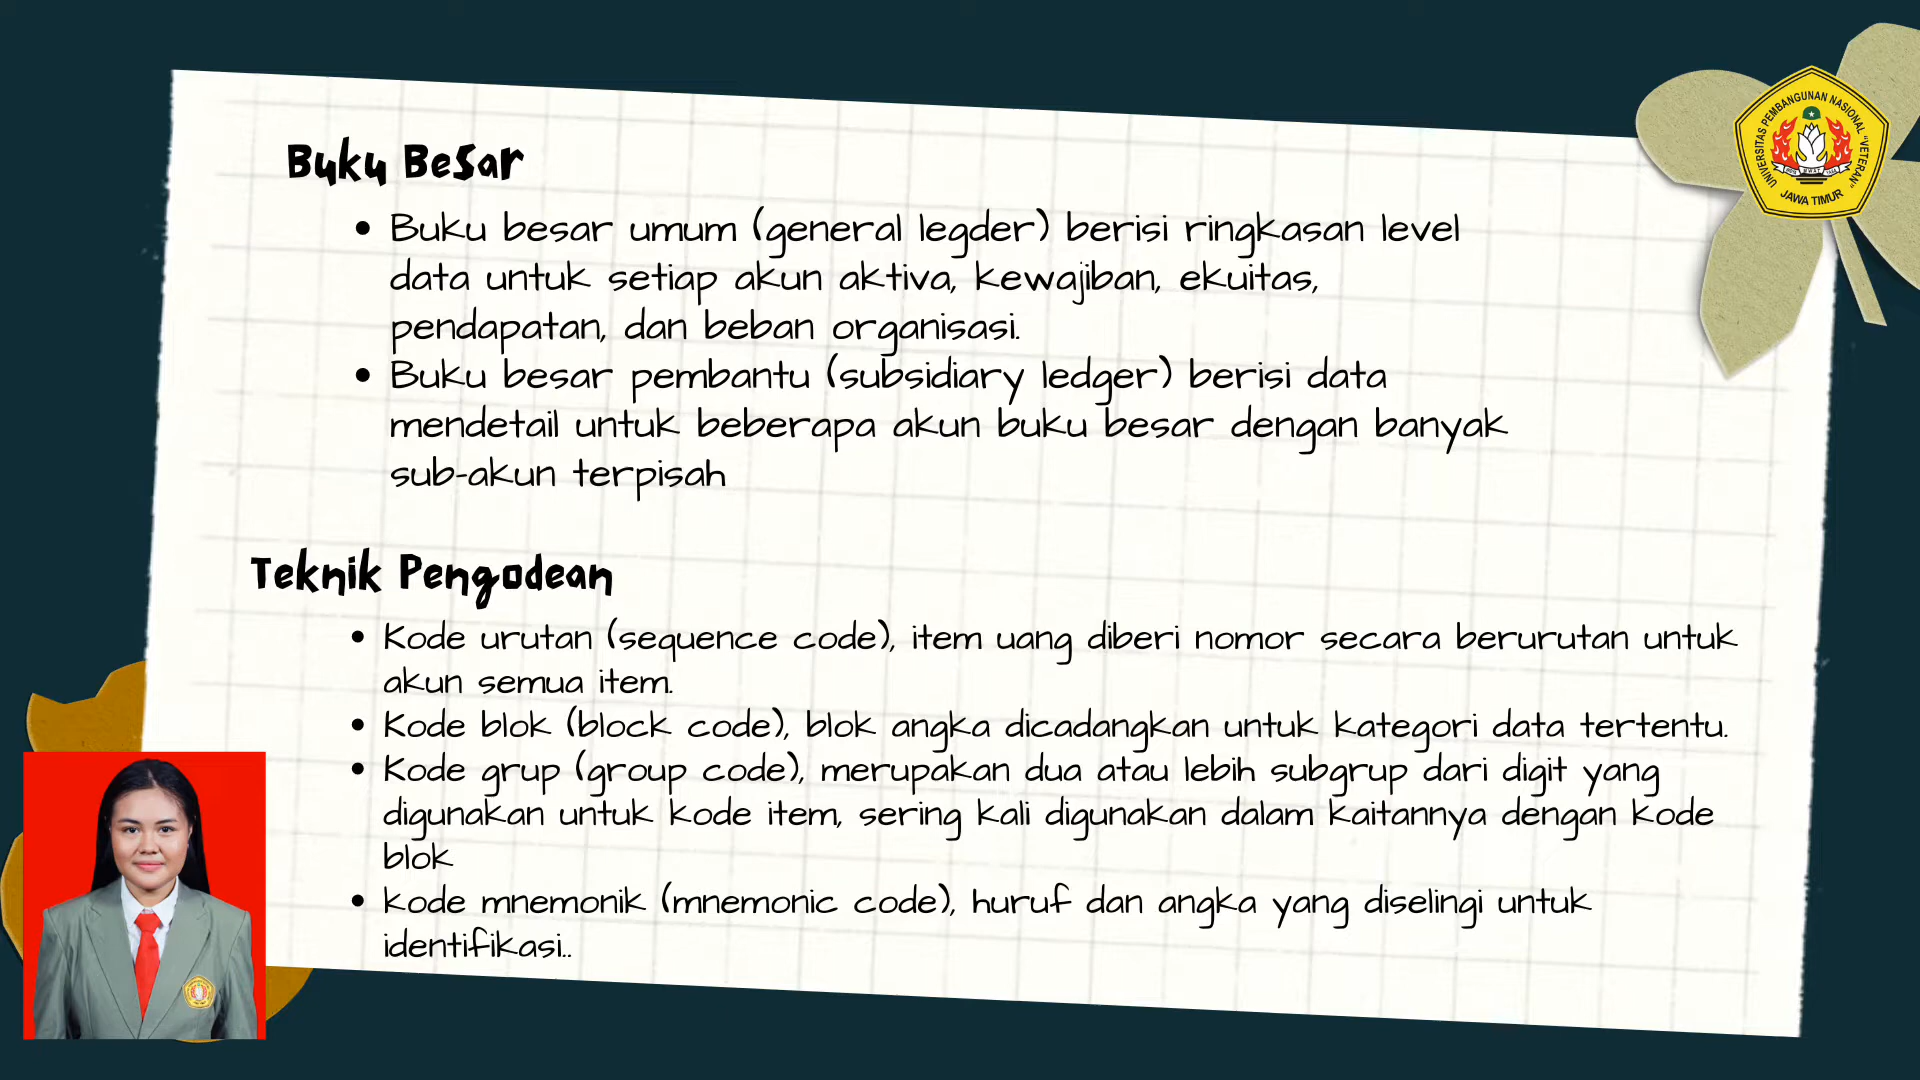 Buku Besar
Buku besar umum (general legder) berisi ringkasan level
data untuk setiap akun aktiva, kewajiban, ekuitas,
pendapatan, dan beban organisasi.
Buku besar pembantu (subsidiary ledger) berisi data
mendetail untuk beberapa akun buku besar dengan banyak
sub-akun terpisah
Teknik Pengodean
Kode urutan (sequence code), item uang diberi nomor secara berurutan untuk
akun semua item.
Kode blok (block code), blok angka dicadangkan untuk kategori data tertentu.
Kode grup (group code), merupakan dua atau lebih subgrup dari digit yang
digunakan untuk kode item, sering kali digunakan dalam kaitannya dengan kode
blok
kode mnemonik (mnemonic code), huruf dan angka yang diselingi untuk
identifikasi..
UNIVERSITAS PEMBANGUNAN NASIONAL "VETERAN"
JAWA TIMUR